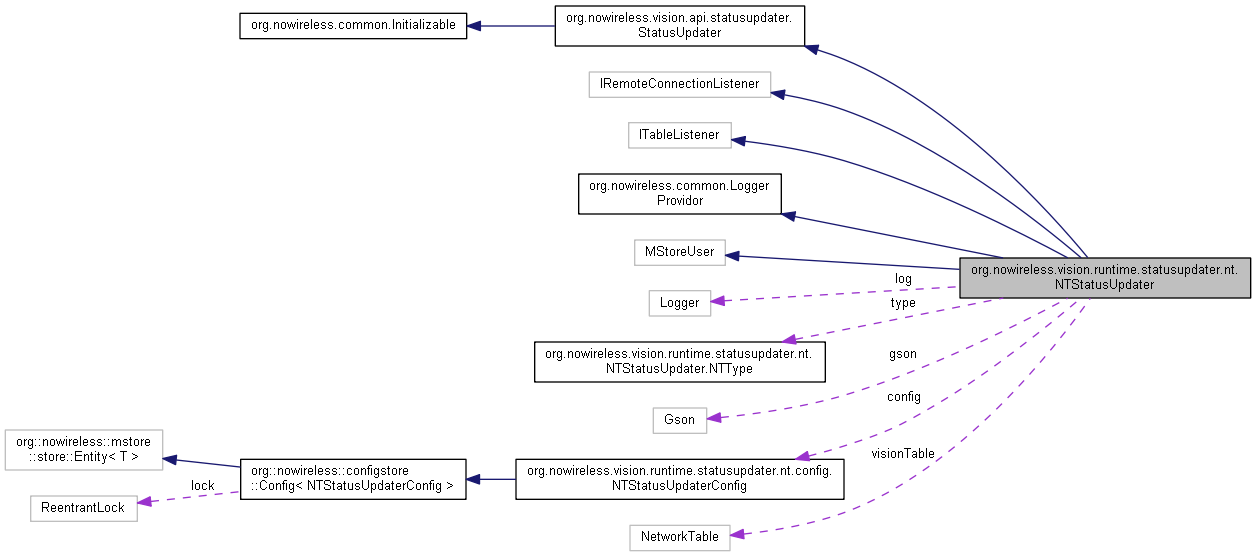 org.nowireless.common.Initializable
org.nowireless.vision.api.statusupdater.
StatusUpdater
IRemoteConnectionListener
ITableListener
org.nowireless.common.Logger
Providor
MStoreUser
org.nowireless.vision.runtime.statusupdater.nt.
NTStatusUpdater
log
Logger
type
org.nowireless.vision.runtime.statusupdater.nt.
NTStatusUpdater.NTType
gson
Gson
config
org::nowireless::mstore
::store::Entity< T >
visionTable
org::nowireless::configstore
::Config< NTStatusUpdaterConfig >
org.nowireless.vision.runtime.statusupdater.nt.config.
NTStatusUpdaterConfig
lock
ReentrantLock
NetworkTable